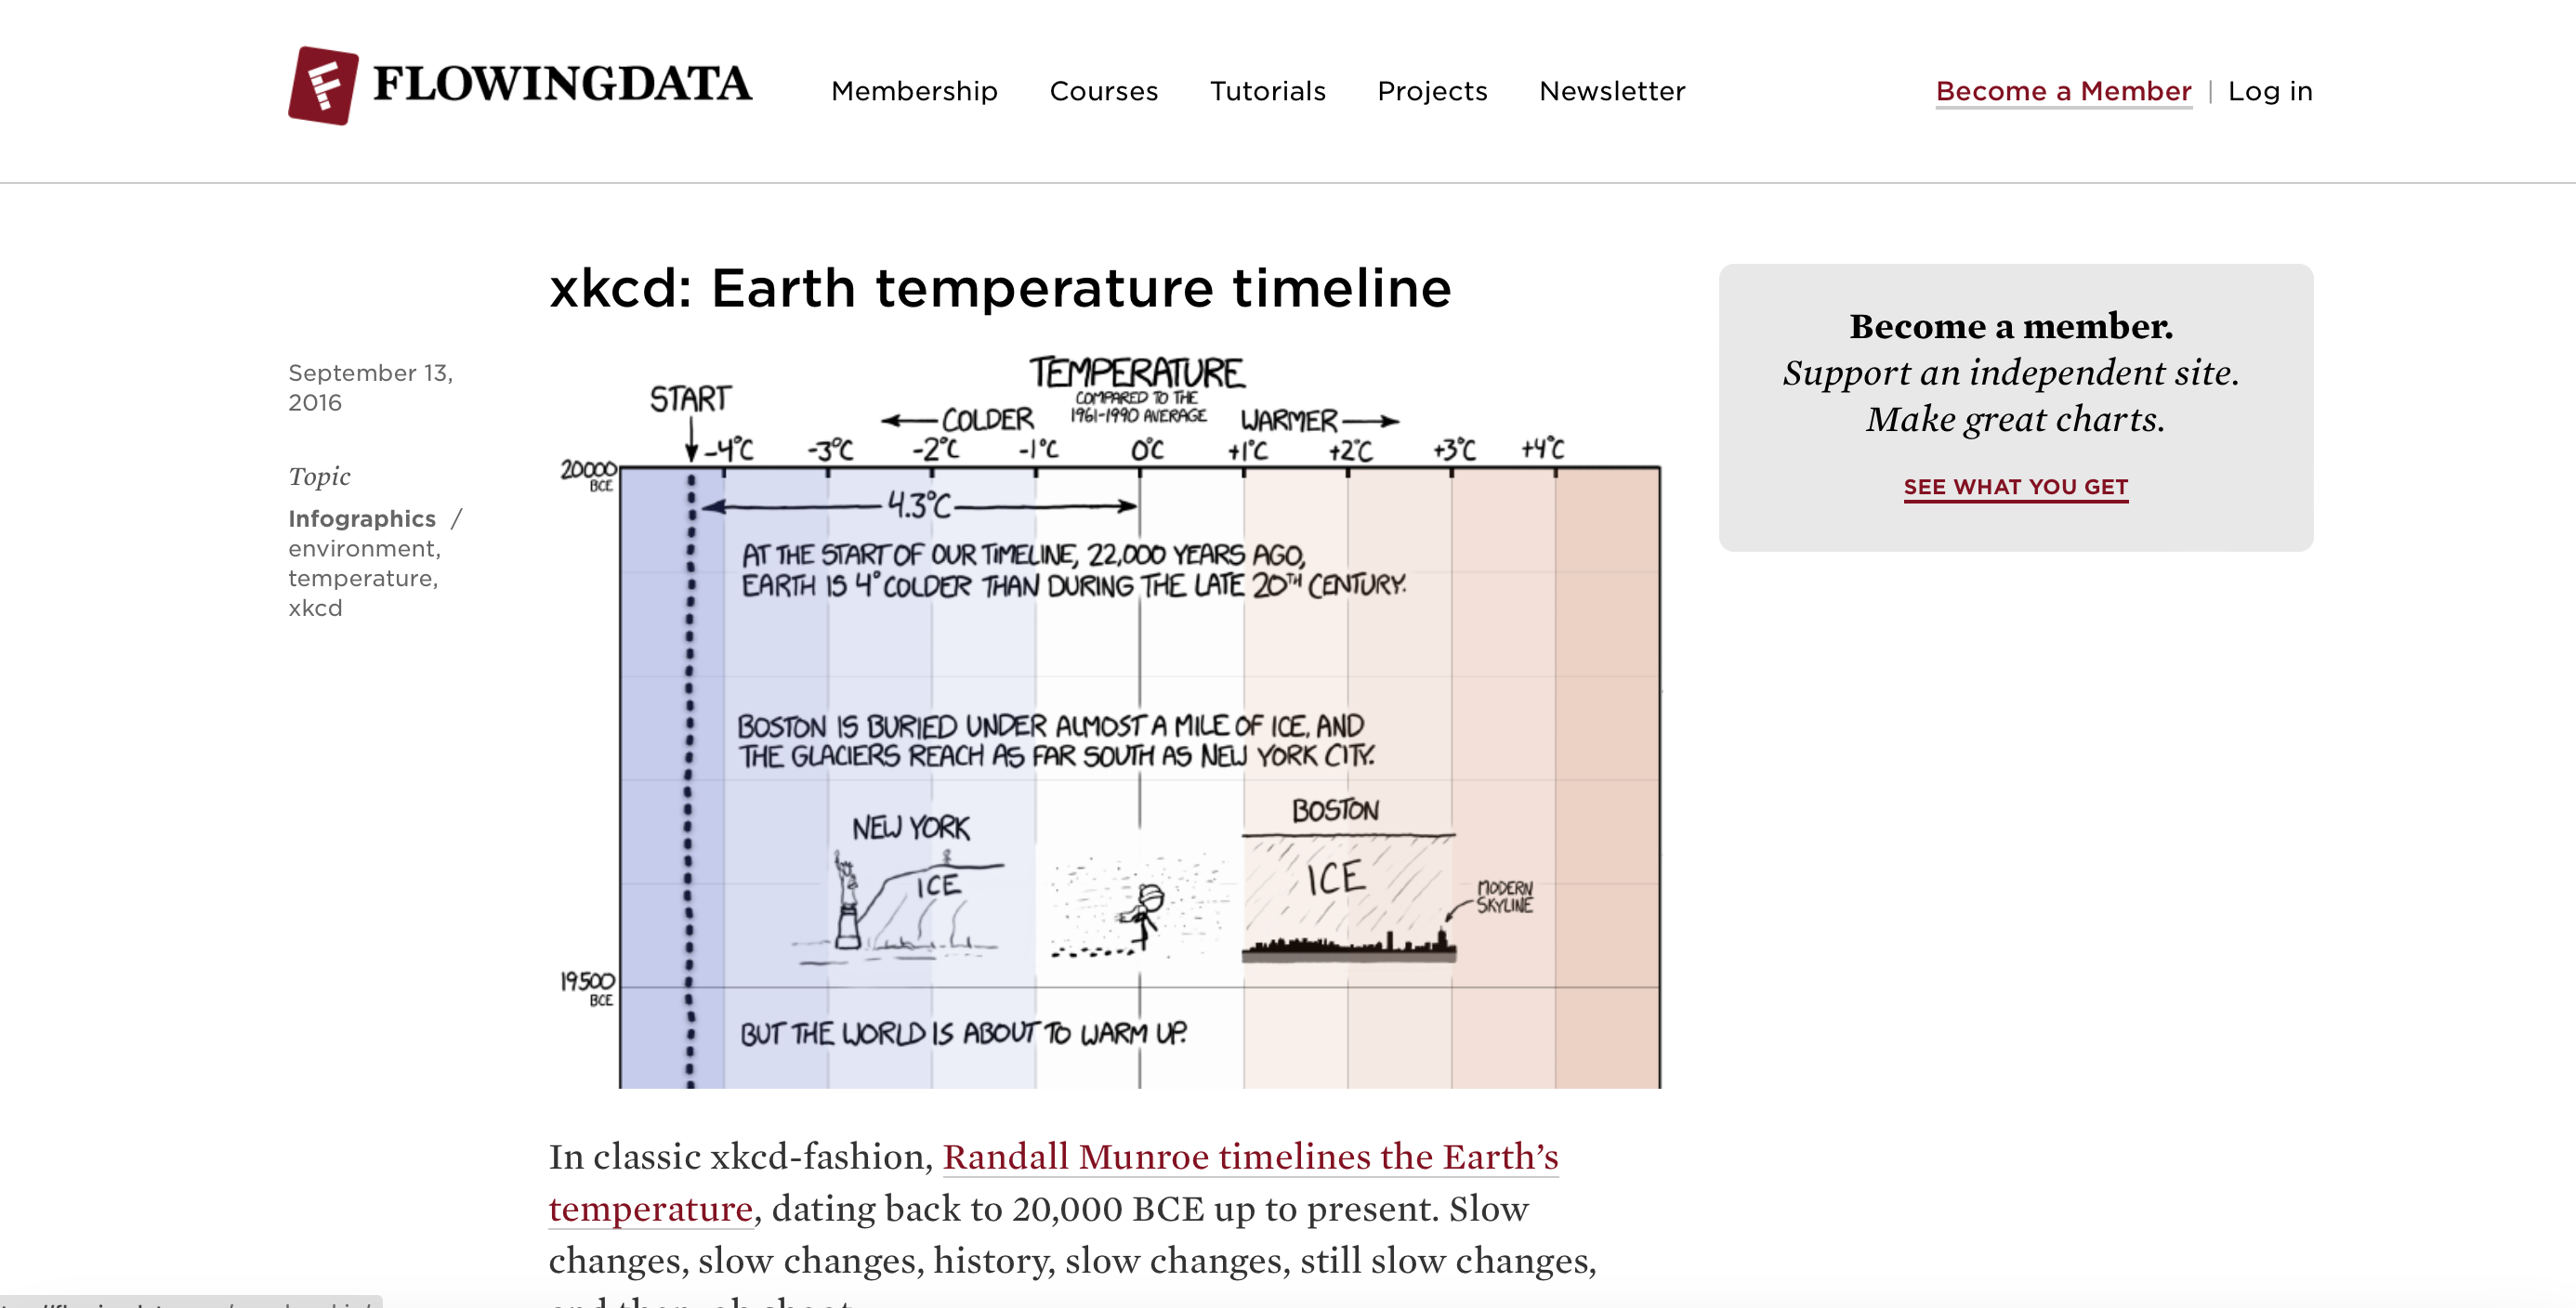 FLOWINGDATA
Membership
Courses
Tutorials
Projects
Newsletter
Become a Member | Log in
xkcd: Earth temperature timeline
September 13,
2016
Topic
Infographics /
environment,
temperature,
xkcd
TEMPERATURE
COMPARED TO THE
1961-1990 AVERAGE
START
COLDER
WARMER
-4°C -3°C -2°C -1°C 0°C +1°C +2°C +3°C +4°C
20000
BCE
4.3°C
AT THE START OF OUR TIMELINE, 22,000 YEARS AGO,
EARTH IS 4° COLDER THAN DURING THE LATE 20TH CENTURY.
BOSTON IS BURIED UNDER ALMOST A MILE OF ICE, AND
THE GLACIERS REACH AS FAR SOUTH AS NEW YORK CITY.
NEW YORK
ICE
BOSTON
ICE
MODERN
SKYLINE
19500
BCE
BUT THE WORLD IS ABOUT TO WARM UP.
In classic xkcd-fashion, Randall Munroe timelines the Earth’s
temperature, dating back to 20,000 BCE up to present. Slow
changes, slow changes, history, slow changes, still slow changes,
Become a member.
Support an independent site.
Make great charts.
SEE WHAT YOU GET